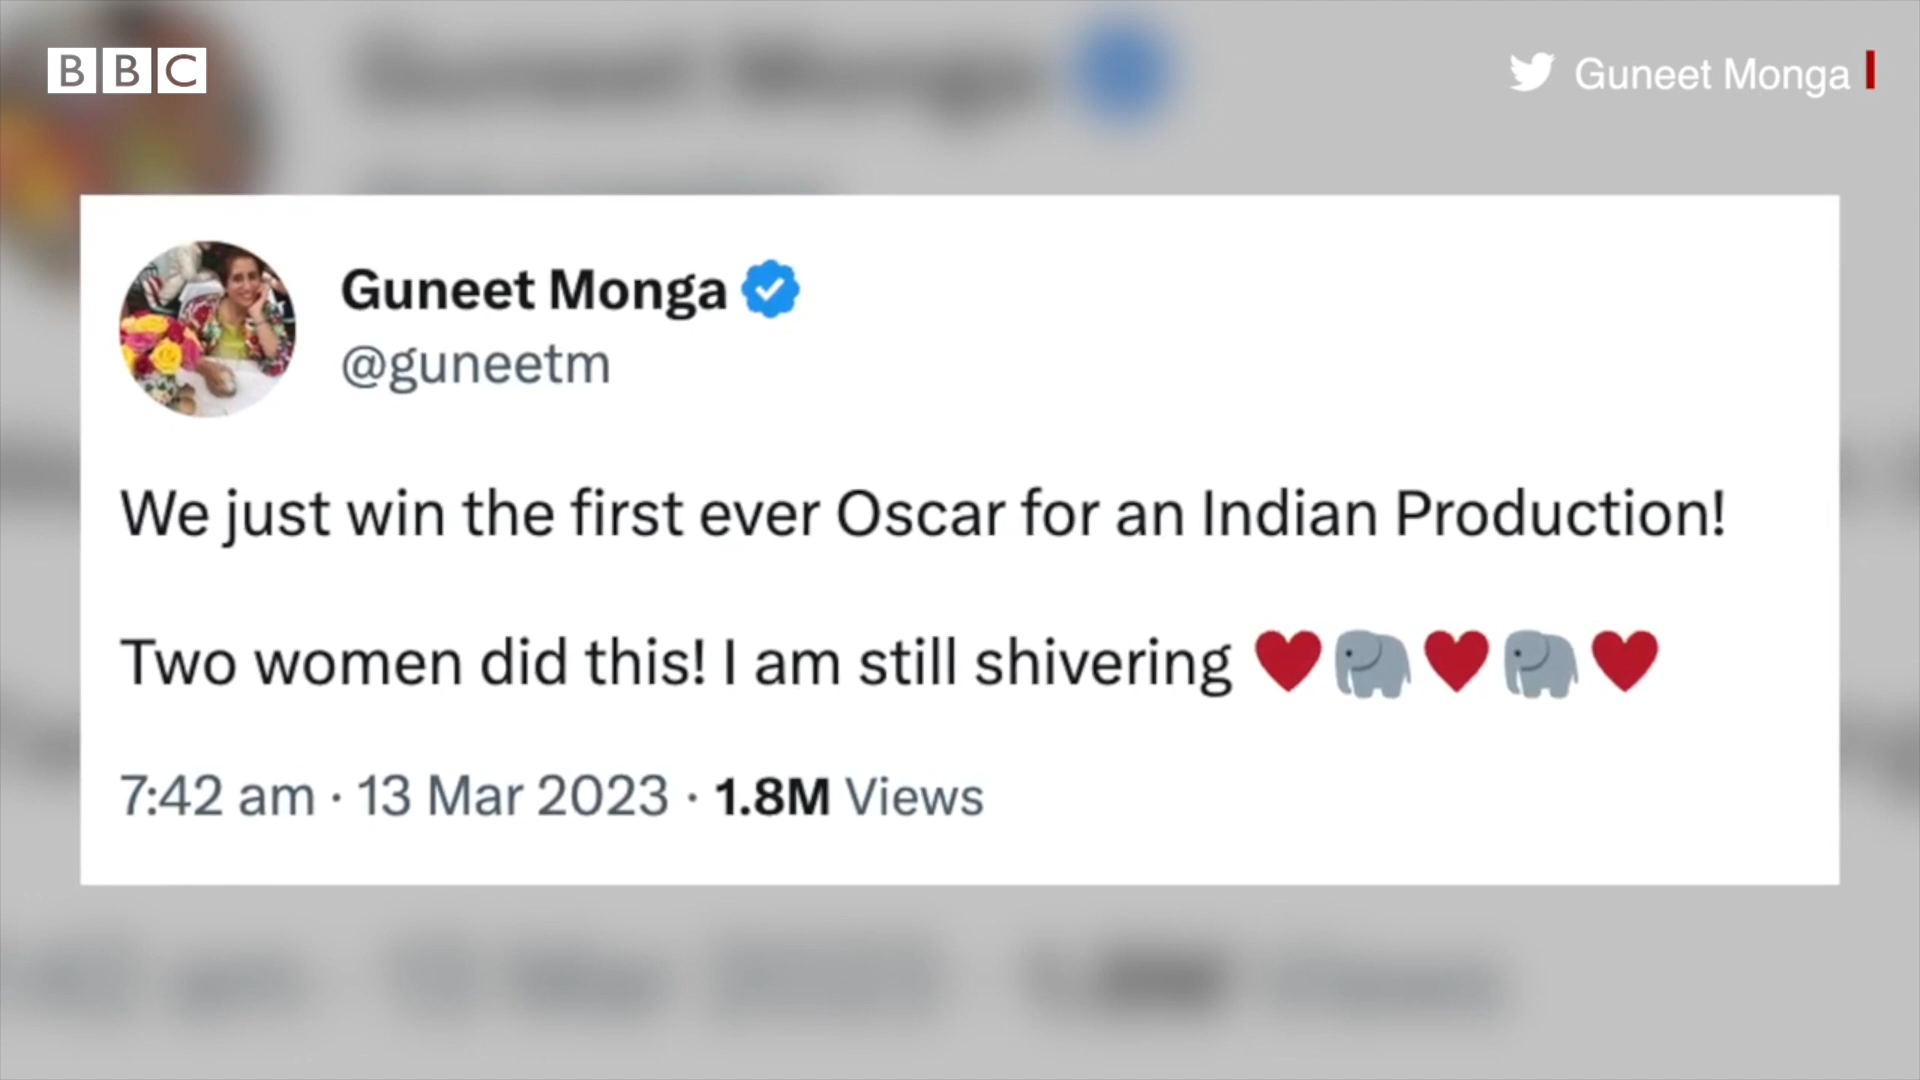 BBC
Guneet Monga
Guneet Monga
@guneetm
We just win the first ever Oscar for an Indian Production!
Two women did this! I am still shivering ♥️🐘♥️🐘♥️
7:42 am · 13 Mar 2023 · 1.8M Views